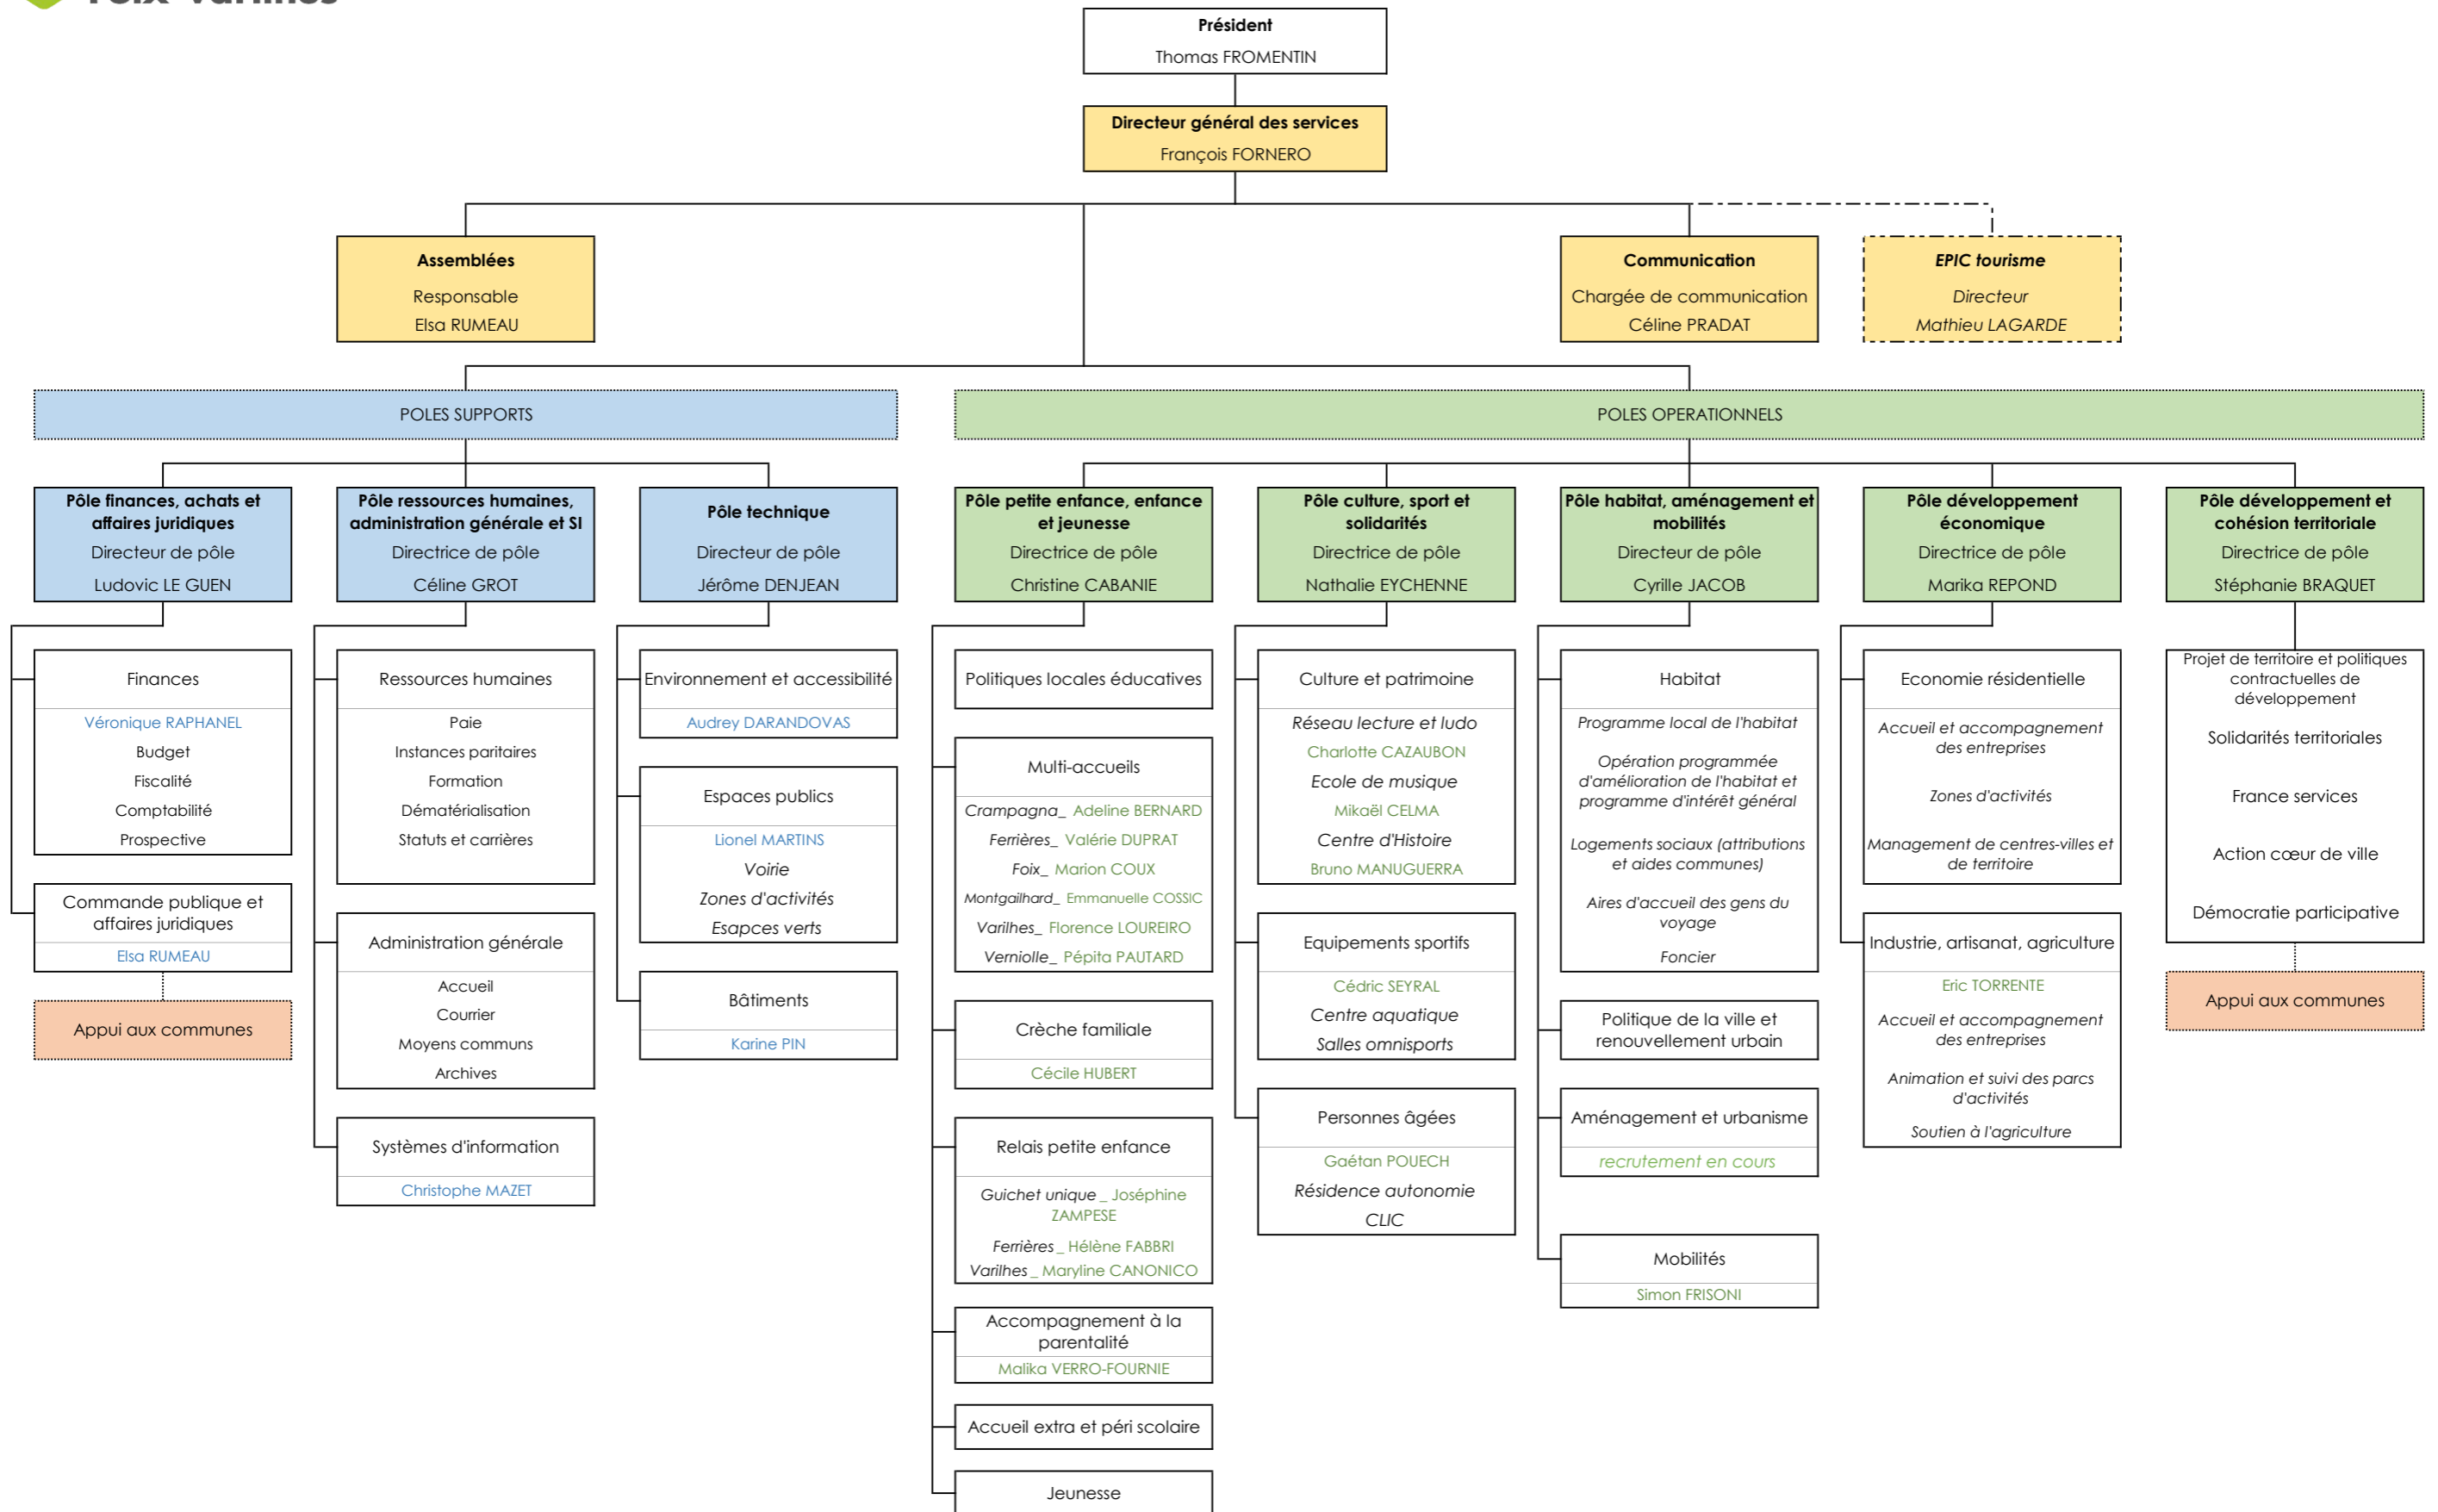 Président
Thomas FROMENTIN
Directeur général des services
François FORNERO
Assemblées
Responsable
Elsa RUMEAU
Communication
Chargée de communication
Céline PRADAT
EPIC tourisme
Directeur
Mathieu LAGARDE
POLES SUPPORTS
POLES OPERATIONNELS
Pôle finances, achats et
affaires juridiques
Directeur de pôle
Ludovic LE GUEN
Pôle ressources humaines,
administration générale et SI
Directrice de pôle
Céline GROT
Pôle technique
Directeur de pôle
Jérôme DENJEAN
Pôle petite enfance, enfance
et jeunesse
Directrice de pôle
Christine CABANIE
Pôle culture, sport et
solidarités
Directrice de pôle
Nathalie EYCHENNE
Pôle habitat, aménagement et
mobilités
Directeur de pôle
Cyrille JACOB
Pôle développement
économique
Directrice de pôle
Marika REPOND
Pôle développement et
cohésion territoriale
Directrice de pôle
Stéphanie BRAQUET
Finances
Véronique RAPHANEL
Budget
Fiscalité
Comptabilité
Prospective
Commande publique et
affaires juridiques
Elsa RUMEAU
Appui aux communes
Ressources humaines
Paie
Instances paritaires
Formation
Dématérialisation
Statuts et carrières
Administration générale
Accueil
Courrier
Moyens communs
Archives
Systèmes d'information
Christophe MAZET
Environnement et accessibilité
Audrey DARANDOVAS
Espaces publics
Lionel MARTINS
Voirie
Zones d'activités
Esapces verts
Bâtiments
Karine PIN
Politiques locales éducatives
Multi-accueils
Crampagna_ Adeline BERNARD
Ferrières_ Valérie DUPRAT
Foix_ Marion COUX
Montgailhard_ Emmanuelle COSSIC
Varilhes_ Florence LOUREIRO
Verniolle_ Pépita PAUTARD
Crèche familiale
Cécile HUBERT
Relais petite enfance
Guichet unique _ Joséphine
ZAMPESE
Ferrières _ Hélène FABBRI
Varilhes _ Maryline CANONICO
Accompagnement à la
parentalité
Malika VERRO-FOURNIE
Accueil extra et péri scolaire
Jeunesse
Culture et patrimoine
Réseau lecture et ludo
Charlotte CAZAUBON
Ecole de musique
Mikaël CELMA
Centre d'Histoire
Bruno MANUGUERRA
Equipements sportifs
Cédric SEYRAL
Centre aquatique
Salles omnisports
Personnes âgées
Gaétan POUECH
Résidence autonomie
CLIC
Habitat
Programme local de l'habitat
Opération programmée
d'amélioration de l'habitat et
programme d'intérêt général
Logements sociaux (attributions
et aides communes)
Aires d'accueil des gens du
voyage
Foncier
Politique de la ville et
renouvellement urbain
Aménagement et urbanisme
recrutement en cours
Mobilités
Simon FRISONI
Economie résidentielle
Accueil et accompagnement
des entreprises
Zones d'activités
Management de centres-villes et
de territoire
Industrie, artisanat, agriculture
Eric TORRENTE
Accueil et accompagnement
des entreprises
Animation et suivi des parcs
d'activités
Soutien à l'agriculture
Projet de territoire et politiques
contractuelles de
développement
Solidarités territoriales
France services
Action cœur de ville
Démocratie participative
Appui aux communes